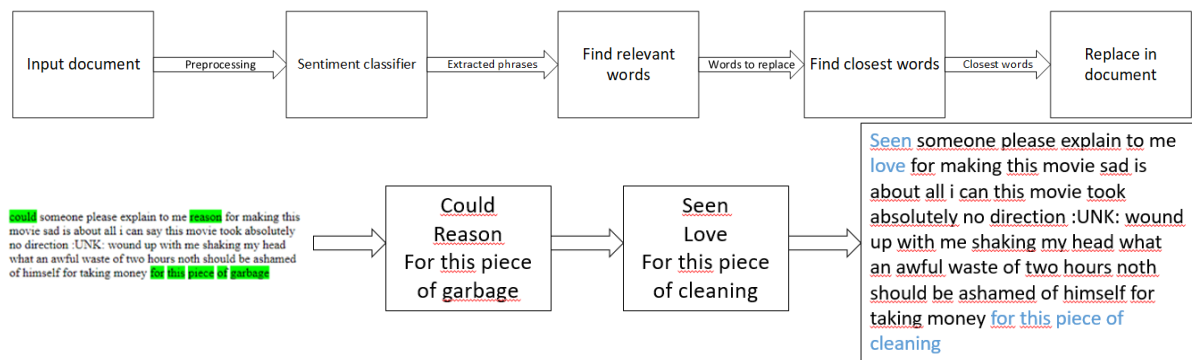 Input document
Preprocessing
Sentiment classifier
Extracted phrases
Find relevant
words
Words to replace
Find closest words
Closest words
Replace in
document
could someone please explain to me reason for making this
movie sad is about all i can say this movie took absolutely
no direction :UNK: wound up with me shaking my head
what an awful waste of two hours noth should be ashamed
of himself for taking money for this piece of garbage
Could
Reason
For this piece
of garbage
Seen
Love
For this piece
of cleaning
Seen someone please explain to me
love for making this movie sad is
about all i can this movie took
absolutely no direction :UNK: wound
up with me shaking my head what
an awful waste of two hours noth
should be ashamed of himself for
taking money for this piece of
cleaning